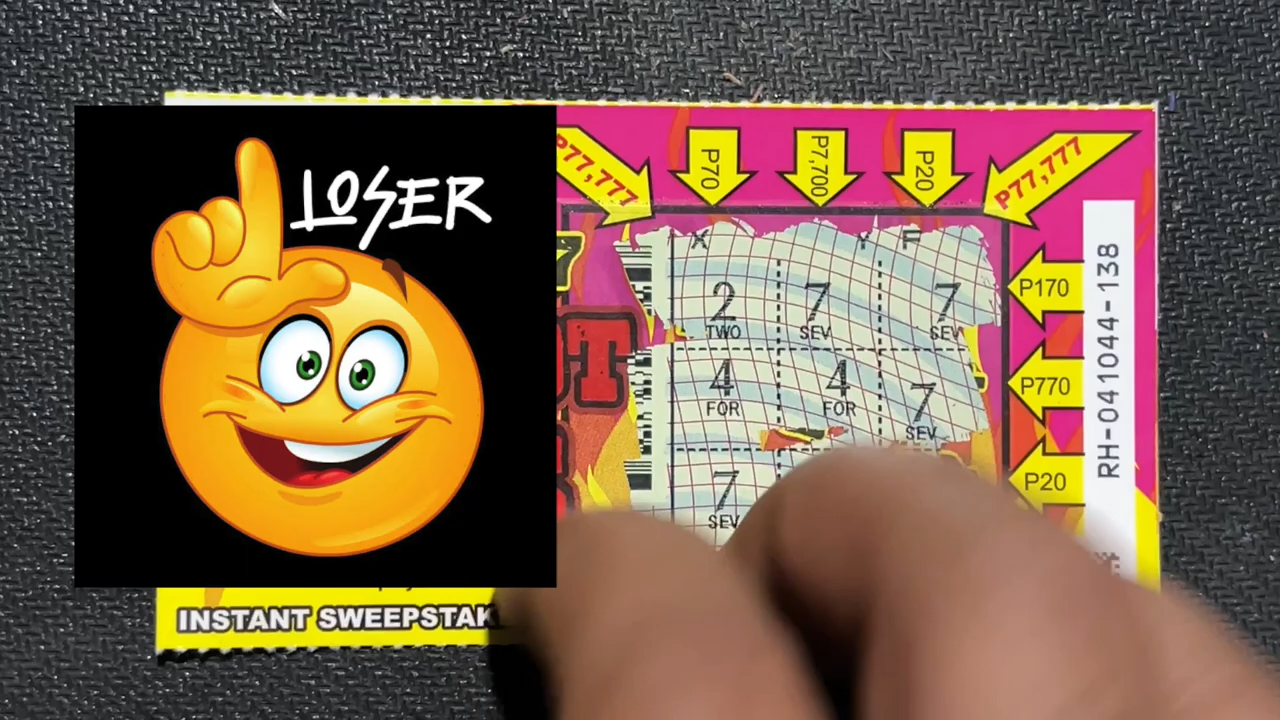 LOSER
P77,777
P70
P7,700
P20
P77,777
X Y F
2 7 7
TWO SEV SEV
P170
4 4 7
FOR FOR SEV
P770
7
SEV
P20
RH-041044-138
INSTANT SWEEPSTAK